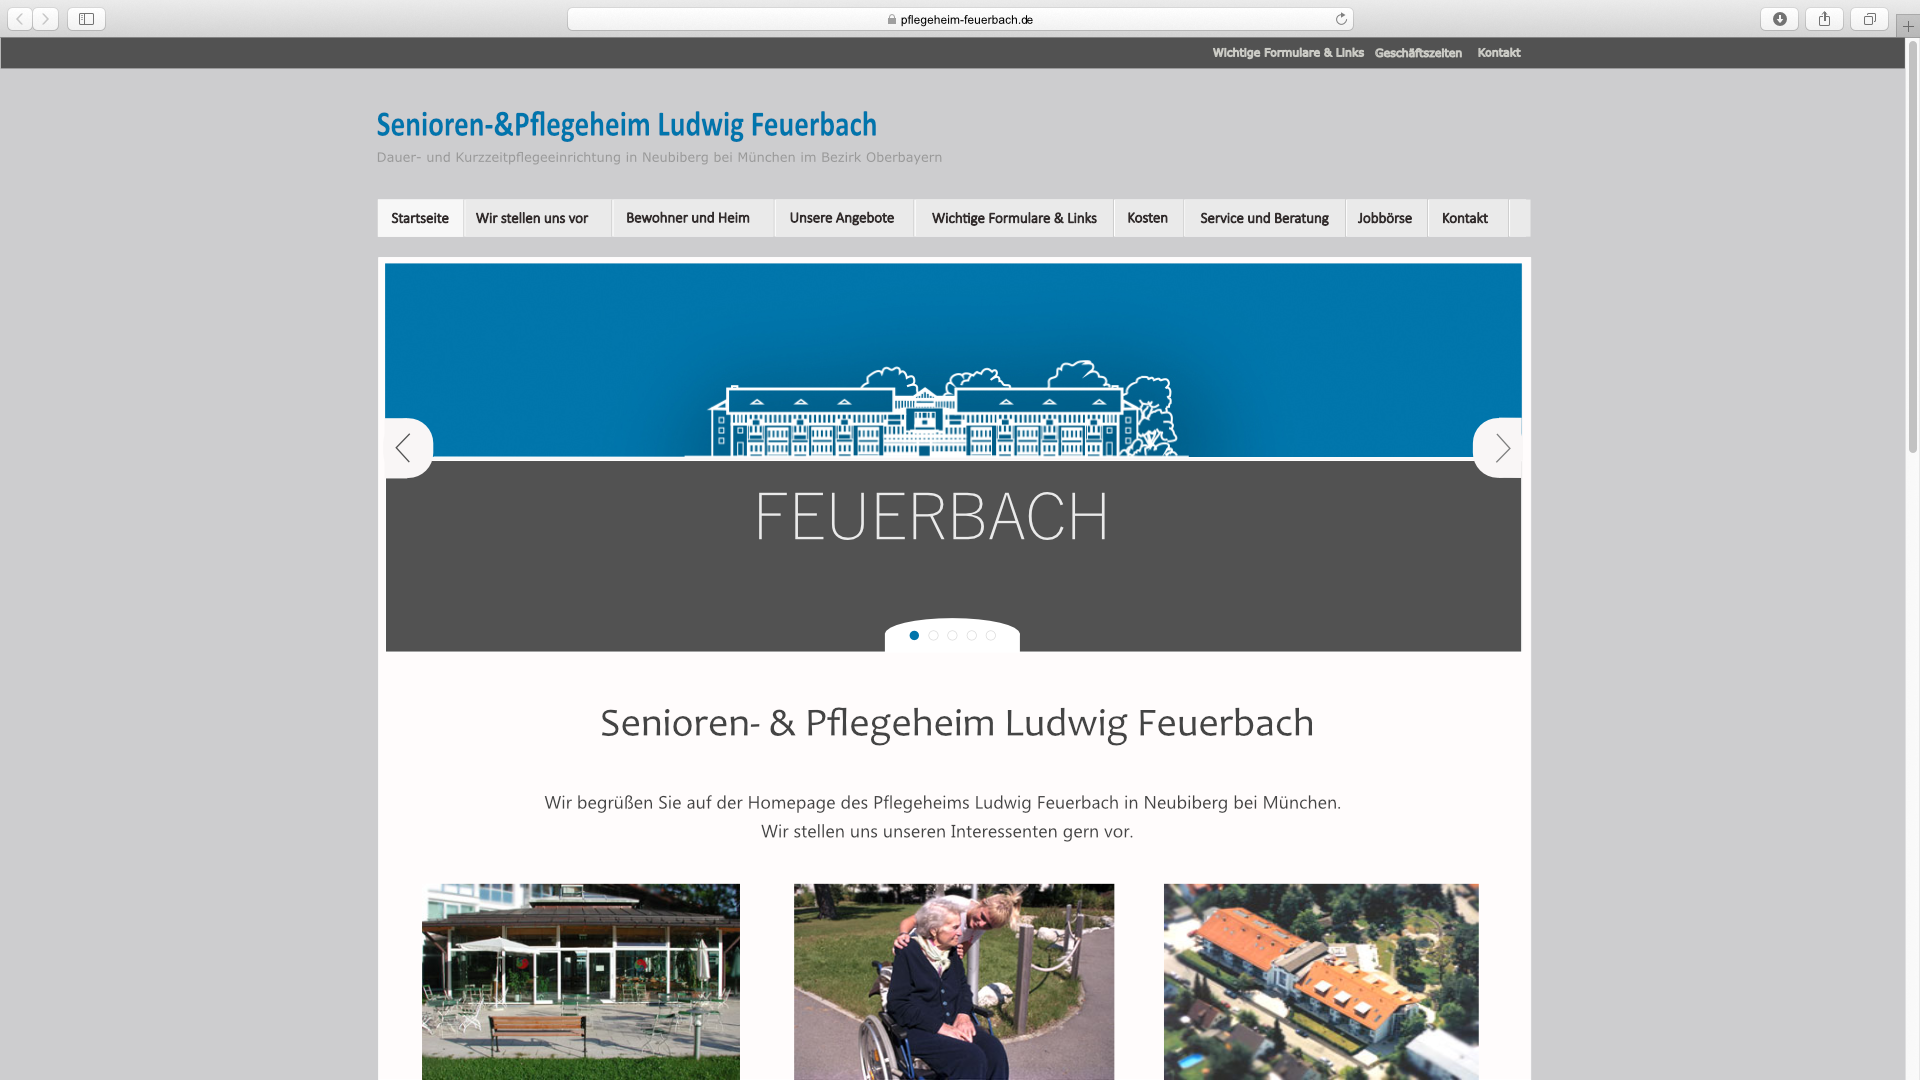 pflegeheim-feuerbach.de
Wichtige Formulare & Links Geschäftszeiten Kontakt
Senioren-&Pflegeheim Ludwig Feuerbach
Dauer- und Kurzzeitpflegeeinrichtung in Neubiberg bei München im Bezirk Oberbayern
Startseite Wir stellen uns vor Bewohner und Heim Unsere Angebote Wichtige Formulare & Links Kosten Service und Beratung Jobbörse Kontakt
FEUERBACH
Senioren- & Pflegeheim Ludwig Feuerbach
Wir begrüßen Sie auf der Homepage des Pflegeheims Ludwig Feuerbach in Neubiberg bei München.
Wir stellen uns unseren Interessenten gern vor.